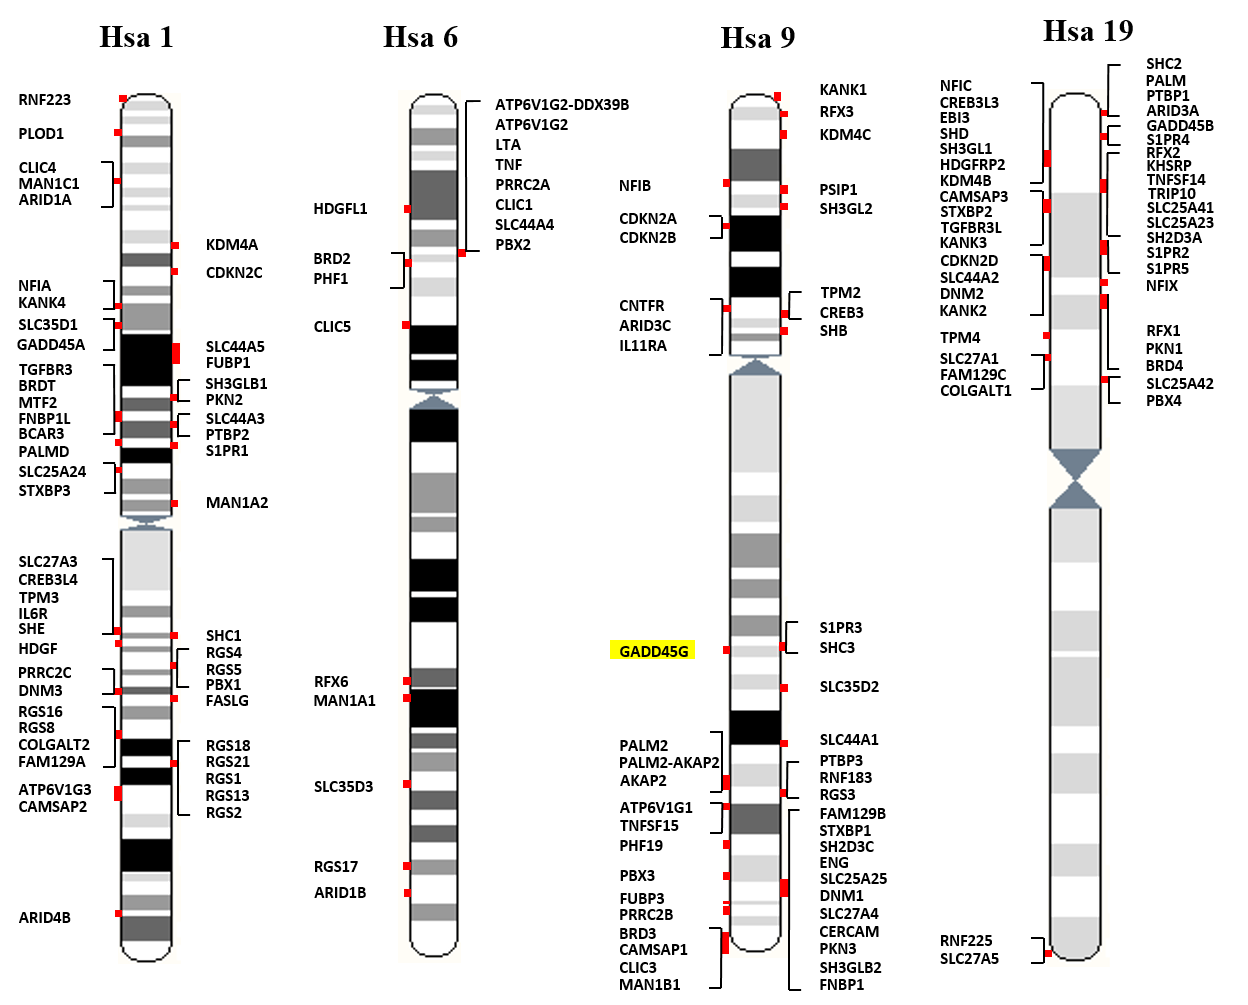 Hsa 1
RNF223
PLOD1
CLIC4
MAN1C1
ARID1A
NFIA
KANK4
SLC35D1
GADD45A
TGFBR3
BRDT
MTF2
FNBP1L
BCAR3
PALMD
SLC25A24
STXBP3
SLC27A3
CREB3L4
TPM3
IL6R
SHE
HDGF
PRRC2C
DNM3
RGS16
RGS8
COLGALT2
FAM129A
ATP6V1G3
CAMSAP2
ARID4B
KDM4A
CDKN2C
SLC44A5
FUBP1
SH3GLB1
PKN2
SLC44A3
PTBP2
S1PR1
MAN1A2
SHC1
RGS4
RGS5
PBX1
FASLG
RGS18
RGS21
RGS1
RGS13
RGS2
Hsa 6
HDGFL1
BRD2
PHF1
CLIC5
RFX6
MAN1A1
SLC35D3
RGS17
ARID1B
ATP6V1G2-DDX39B
ATP6V1G2
LTA
TNF
PRRC2A
CLIC1
SLC44A4
PBX2
Hsa 9
NFIB
CDKN2A
CDKN2B
CNTFR
ARID3C
IL11RA
GADD45G
PALM2
PALM2-AKAP2
AKAP2
ATP6V1G1
TNFSF15
PHF19
PBX3
FUBP3
PRRC2B
BRD3
CAMSAP1
CLIC3
MAN1B1
KANK1
RFX3
KDM4C
PSIP1
SH3GL2
TPM2
CREB3
SHB
S1PR3
SHC3
SLC35D2
SLC44A1
PTBP3
RNF183
RGS3
FAM129B
STXBP1
SH2D3C
ENG
SLC25A25
DNM1
SLC27A4
CERCAM
PKN3
SH3GLB2
FNBP1
Hsa 19
NFIC
CREB3L3
EBI3
SHD
SH3GL1
HDGFRP2
KDM4B
CAMSAP3
STXBP2
TGFBR3L
KANK3
CDKN2D
SLC44A2
DNM2
KANK2
TPM4
SLC27A1
FAM129C
COLGALT1
RNF225
SLC27A5
SHC2
PALM
PTBP1
ARID3A
GADD45B
S1PR4
RFX2
KHSRP
TNFSF14
TRIP10
SLC25A41
SLC25A23
SH2D3A
S1PR2
S1PR5
NFIX
RFX1
PKN1
BRD4
SLC25A42
PBX4